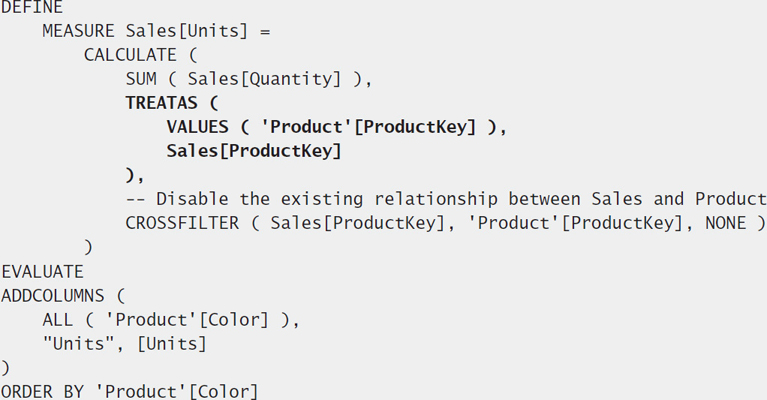 DEFINE
    MEASURE Sales[Units] =
        CALCULATE (
            SUM ( Sales[Quantity] ),
            TREATAS (
                VALUES ( 'Product'[ProductKey] ),
                Sales[ProductKey]
            ),
            -- Disable the existing relationship between Sales and Product
            CROSSFILTER ( Sales[ProductKey], 'Product'[ProductKey], NONE )
        )
EVALUATE
ADDCOLUMNS (
    ALL ( 'Product'[Color] ),
    "Units", [Units]
)
ORDER BY 'Product'[Color]